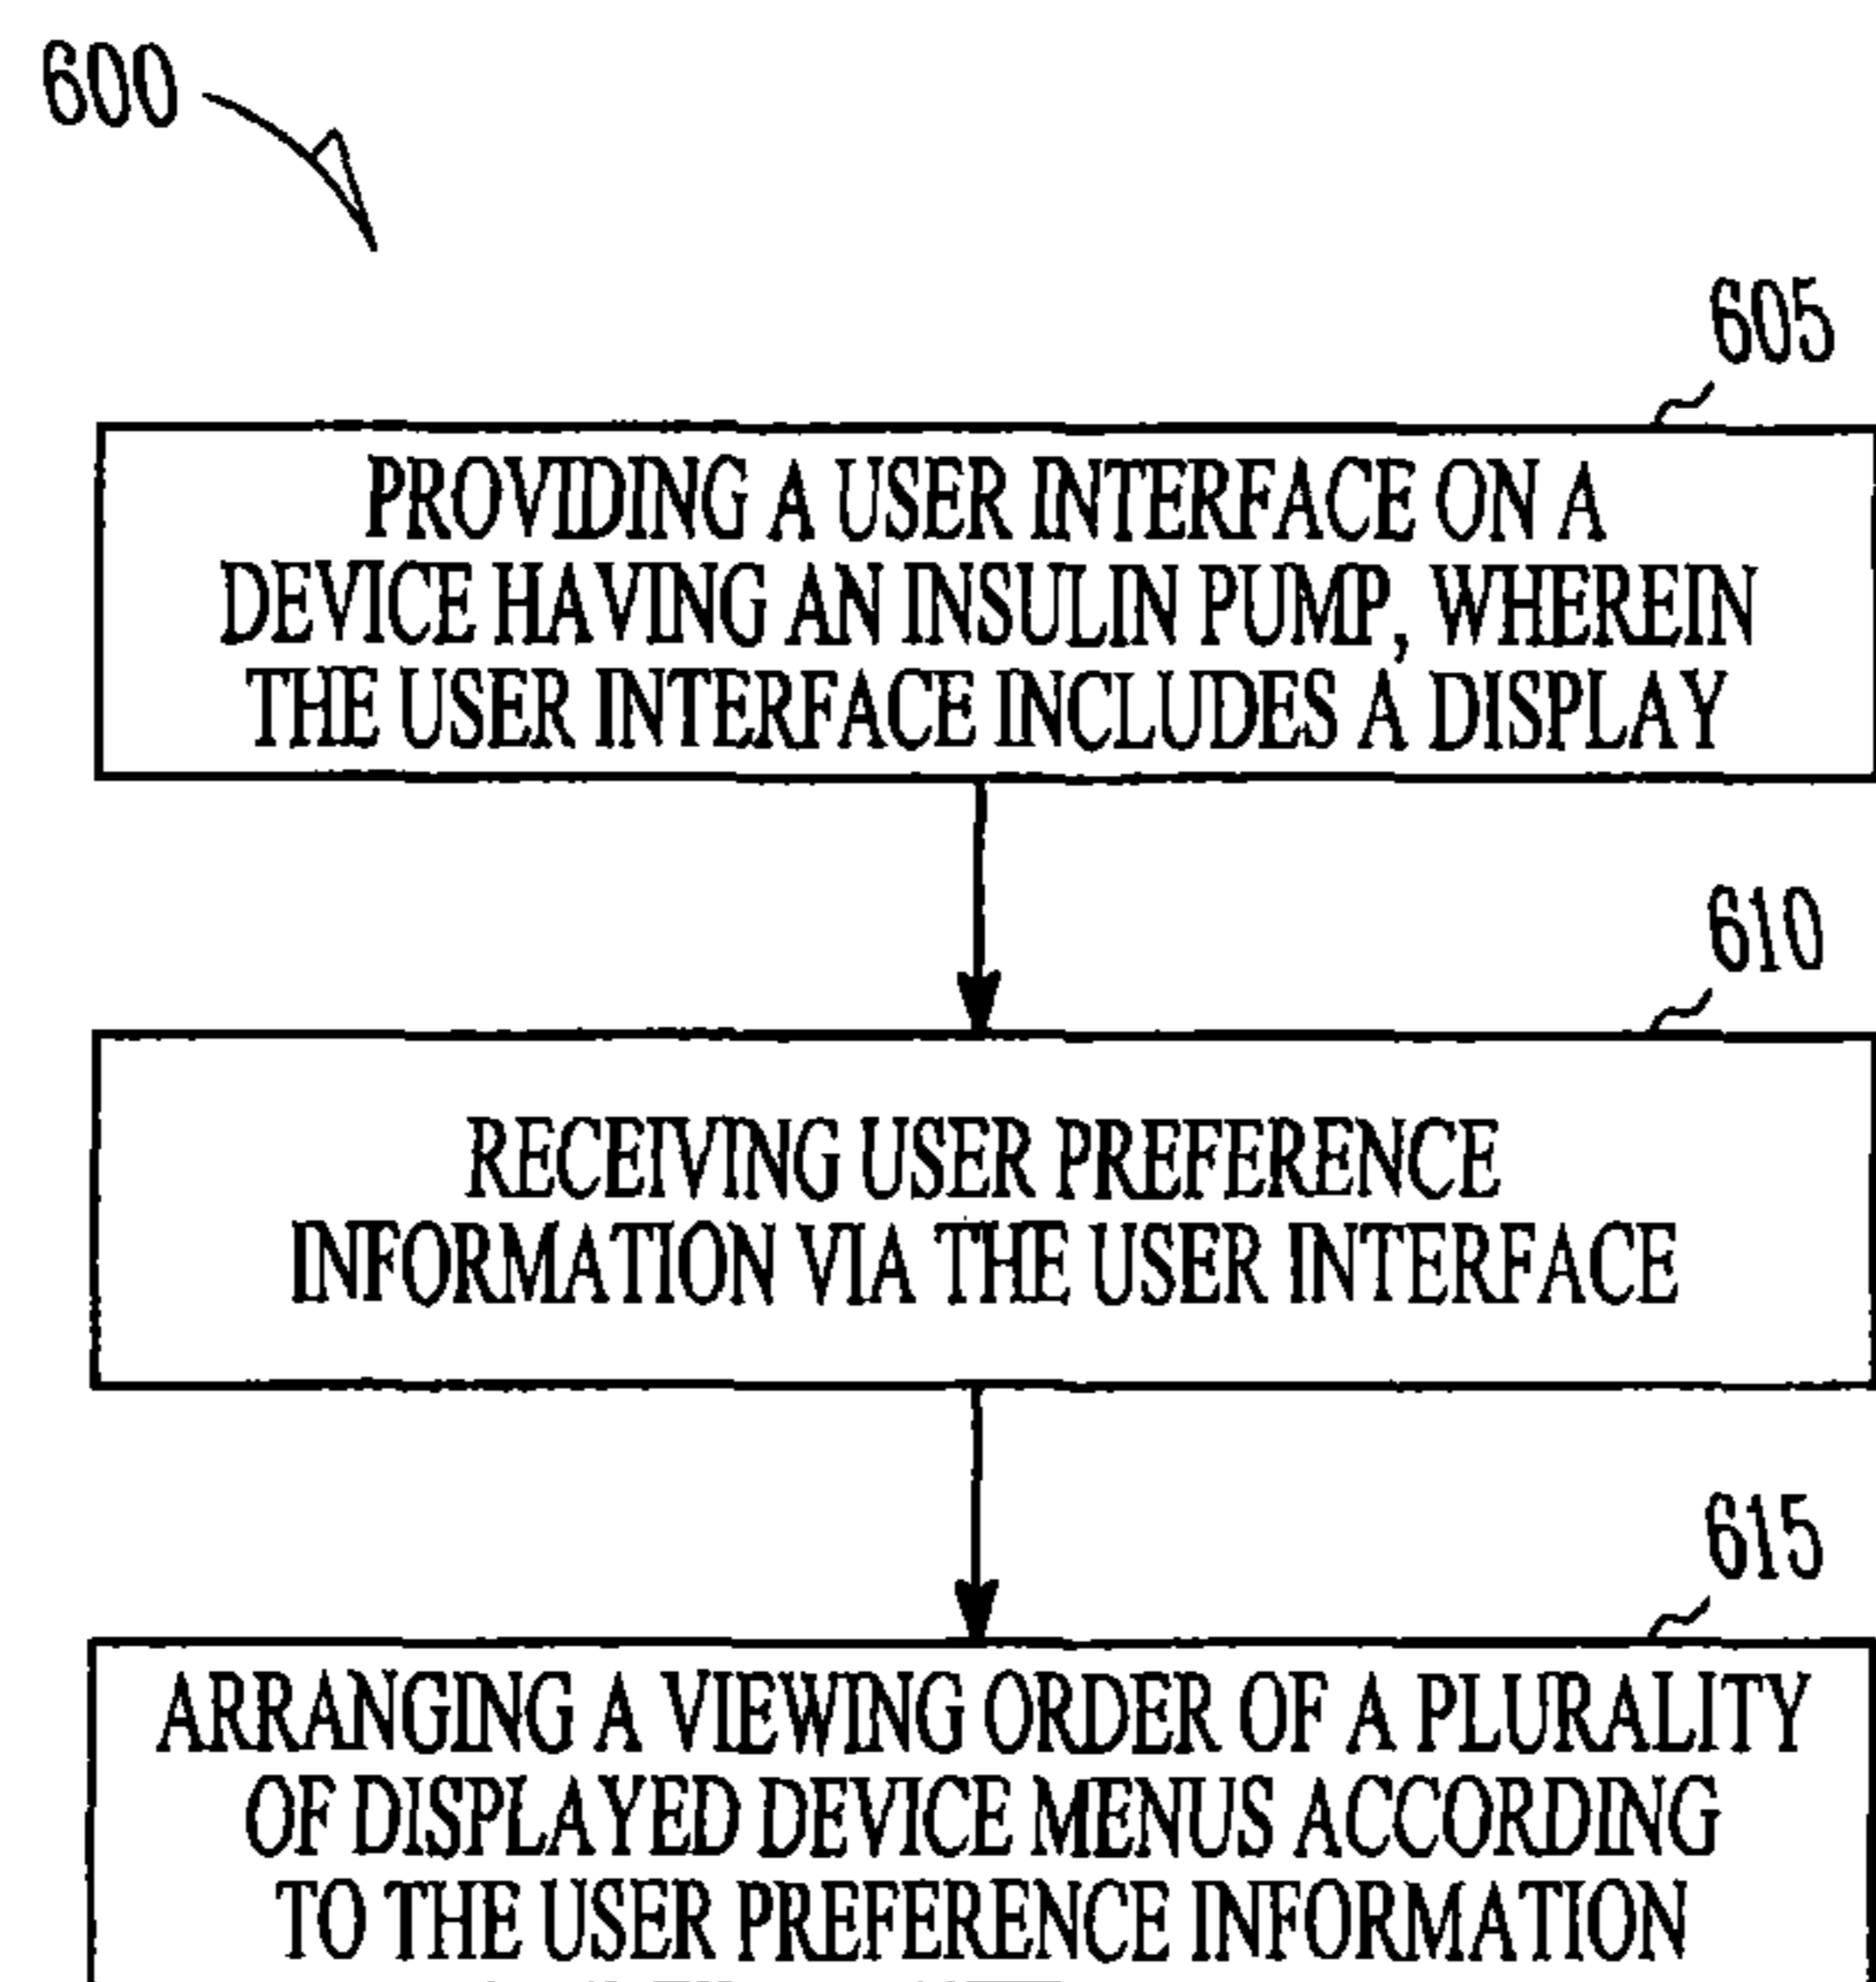 600
605
PROVIDING A USER INTERFACE ON A
DEVICE HAVING AN INSULIN PUMP, WHEREIN
THE USER INTERFACE INCLUDES A DISPLAY
610
RECEIVING USER PREFERENCE
INFORMATION VIA THE USER INTERFACE
615
ARRANGING A VIEWING ORDER OF A PLURALITY
OF DISPLAYED DEVICE MENUS ACCORDING
TO THE USER PREFERENCE INFORMATION